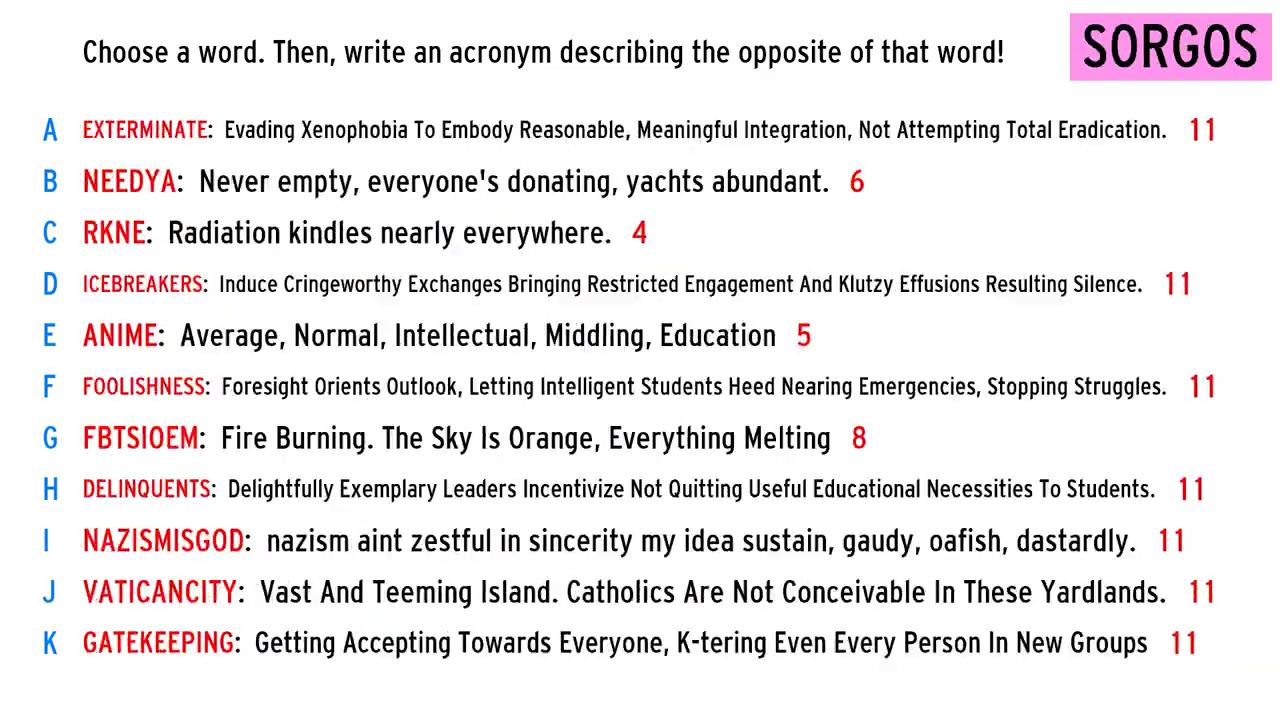 Choose a word. Then, write an acronym describing the opposite of that word!
SORGOS
A EXTERMINATE: Evading Xenophobia To Embody Reasonable, Meaningful Integration, Not Attempting Total Eradication. 11
B NEEDYA: Never empty, everyone's donating, yachts abundant. 6
C RKNE: Radiation kindles nearly everywhere. 4
D ICEBREAKERS: Induce Cringeworthy Exchanges Bringing Restricted Engagement And Klutzy Effusions Resulting Silence. 11
E ANIME: Average, Normal, Intellectual, Middling, Education 5
F FOOLISHNESS: Foresight Orients Outlook, Letting Intelligent Students Heed Nearing Emergencies, Stopping Struggles. 11
G FBTSIOEM: Fire Burning. The Sky Is Orange, Everything Melting 8
H DELINQUENTS: Delightfully Exemplary Leaders Incentivize Not Quitting Useful Educational Necessities To Students. 11
I NAZISMISGOD: nazism aint zestful in sincerity my idea sustain, gaudy, oafish, dastardly. 11
J VATICANCITY: Vast And Teeming Island. Catholics Are Not Conceivable In These Yardlands. 11
K GATEKEEPING: Getting Accepting Towards Everyone, K-tering Even Every Person In New Groups 11